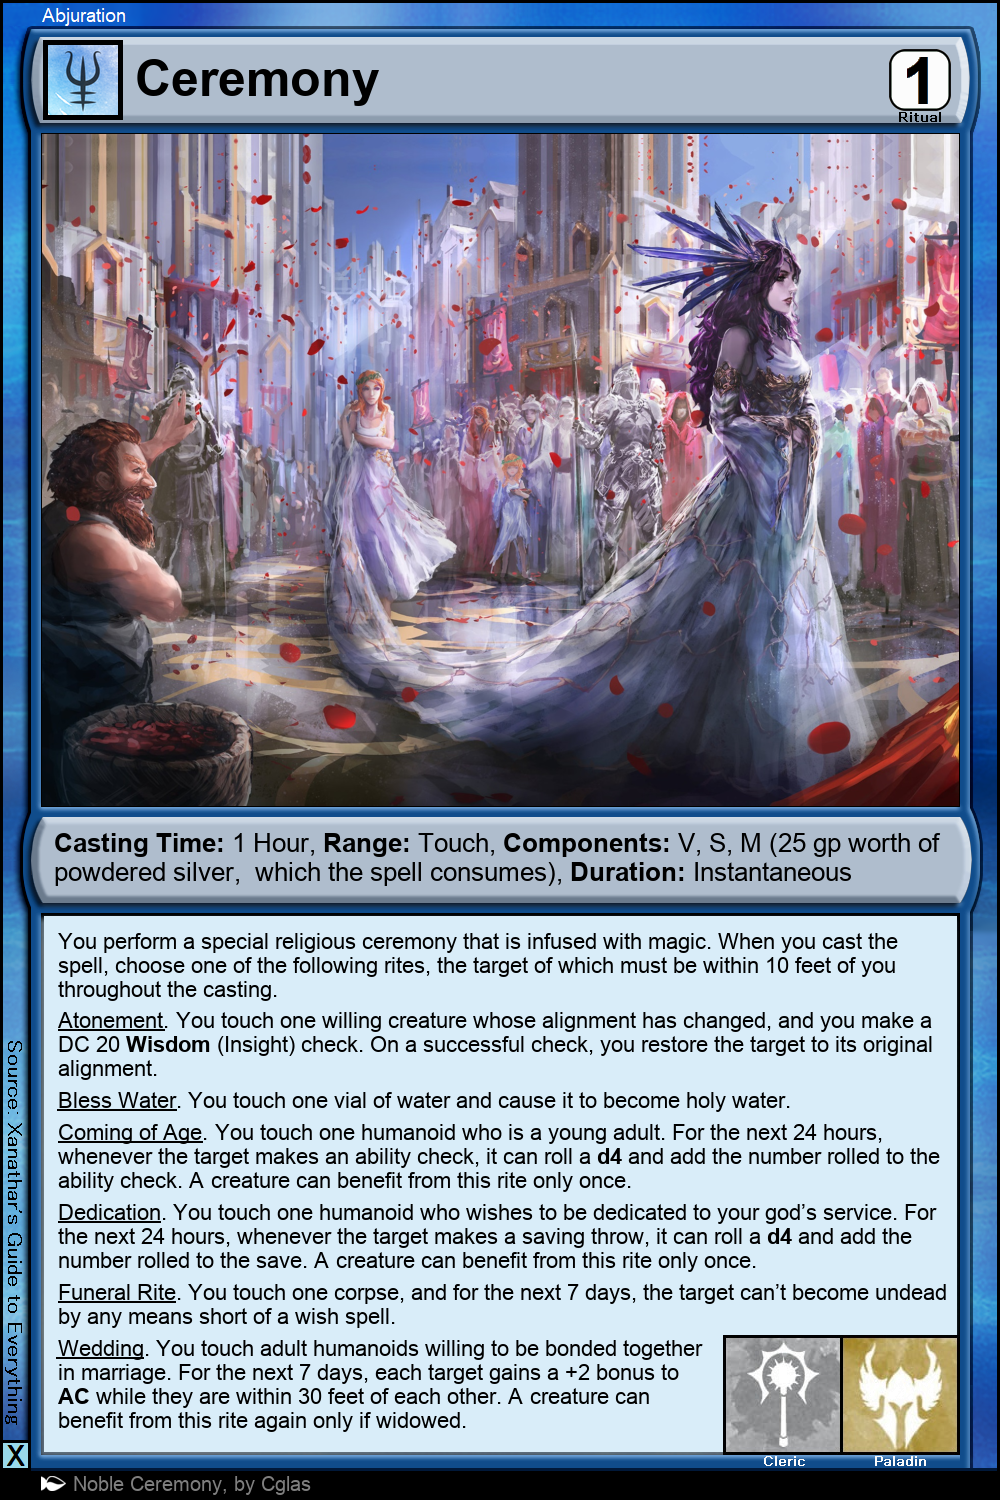 Abjuration
Ceremony
1
Ritual
Casting Time: 1 Hour, Range: Touch, Components: V, S, M (25 gp worth of
powdered silver,  which the spell consumes), Duration: Instantaneous
You perform a special religious ceremony that is infused with magic. When you cast the
spell, choose one of the following rites, the target of which must be within 10 feet of you
throughout the casting.
Atonement. You touch one willing creature whose alignment has changed, and you make a
DC 20 Wisdom (Insight) check. On a successful check, you restore the target to its original
alignment.
Bless Water. You touch one vial of water and cause it to become holy water.
Coming of Age. You touch one humanoid who is a young adult. For the next 24 hours,
whenever the target makes an ability check, it can roll a d4 and add the number rolled to the
ability check. A creature can benefit from this rite only once.
Dedication. You touch one humanoid who wishes to be dedicated to your god's service. For
the next 24 hours, whenever the target makes a saving throw, it can roll a d4 and add the
number rolled to the save. A creature can benefit from this rite only once.
Funeral Rite. You touch one corpse, and for the next 7 days, the target can't become undead
by any means short of a wish spell.
Wedding. You touch adult humanoids willing to be bonded together
in marriage. For the next 7 days, each target gains a +2 bonus to
AC while they are within 30 feet of each other. A creature can
benefit from this rite again only if widowed.
Cleric
Paladin
Source: Xanathar's Guide to Everything
X
Noble Ceremony, by Cglas